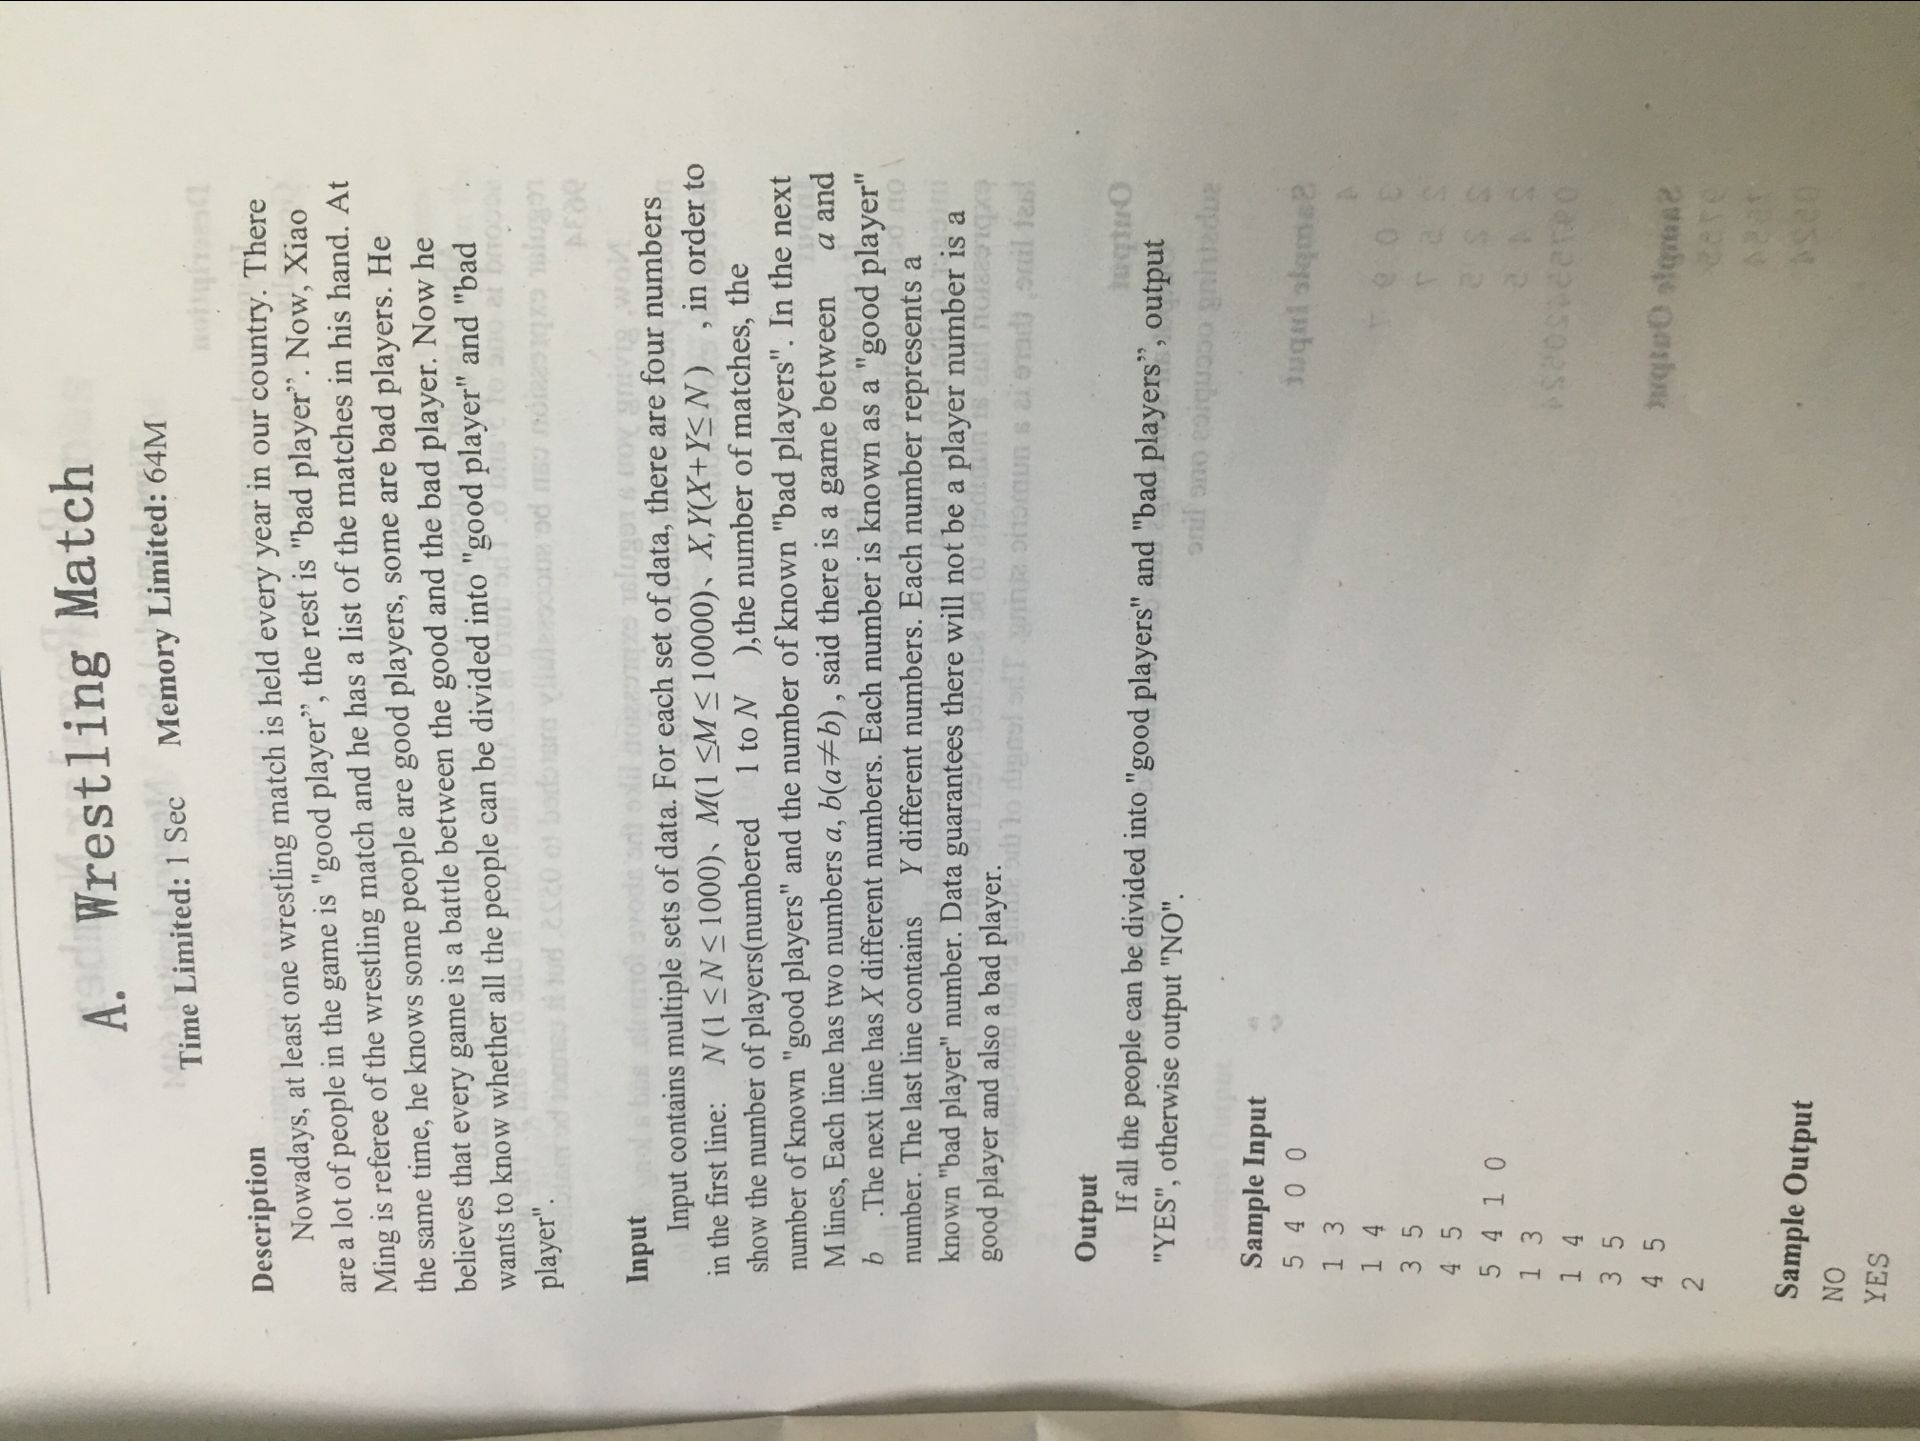 A. Wrestling Match
Time Limited: 1 Sec Memory Limited: 64M
Description
Nowadays, at least one wrestling match is held every year in our country. There
are a lot of people in the game is "good player”, the rest is "bad player”. Now, Xiao
Ming is referee of the wrestling match and he has a list of the matches in his hand. At
the same time, he knows some people are good players, some are bad players. He
believes that every game is a battle between the good and the bad player. Now he
wants to know whether all the people can be divided into "good player" and "bad
player".
Input
Input contains multiple sets of data. For each set of data, there are four numbers
in the first line: N (1≤N≤1000)、M(1≤M≤10000)、X,Y(X+Y≤N) , in order to
show the number of players(numbered 1 to N ),the number of matches, the
number of known "good players" and the number of known "bad players". In the next
M lines, Each line has two numbers a, b(a≠b) , said there is a game between a and
b .The next line has X different numbers. Each number is known as a "good player"
number. The last line contains Y different numbers. Each number represents a
known "bad player" number. Data guarantees there will not be a player number is a
good player and also a bad player.
Output
If all the people can be divided into "good players" and "bad players”, output
"YES", otherwise output "NO".
Sample Input
5 4 0 0
1 3
1 4
3 5
4 5
5 4 1 0
1 3
1 4
3 5
4 5
2
Sample Output
NO
YES